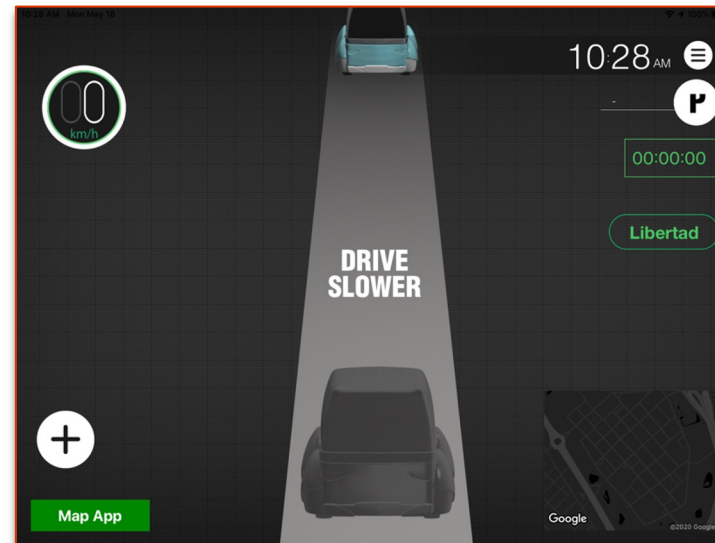 10:28 AM Mon May 18
100%
10:28 AM
00
km/h
-
00:00:00
Libertad
DRIVE
SLOWER
Map App
Google
©2020 Google